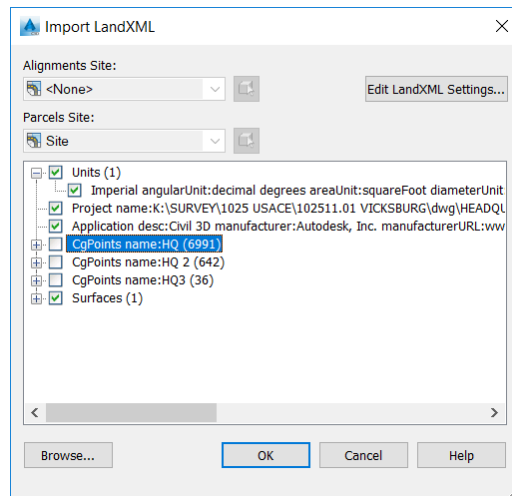 Import LandXML
Alignments Site:
<None>
Edit LandXML Settings...
Parcels Site:
Site
Units (1)
Imperial angularUnit:decimal degrees areaUnit:squareFoot diameterUnit
Project name:K:\SURVEY\1025 USACE\102511.01 VICKSBURG\dwg\HEADQU
Application desc:Civil 3D manufacturer:Autodesk, Inc. manufacturerURL:ww
CgPoints name:HQ (6991)
CgPoints name:HQ 2 (642)
CgPoints name:HQ3 (36)
Surfaces (1)
Browse...
OK
Cancel
Help